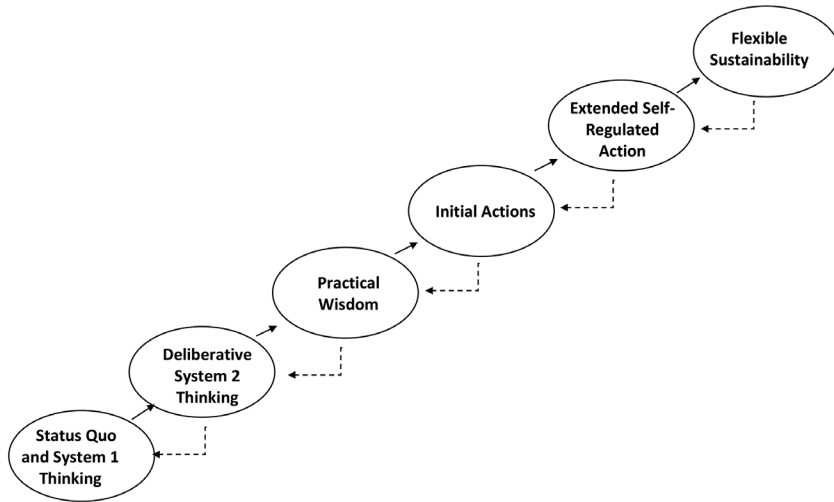 Flexible
Sustainability
Extended Self-
Regulated
Action
Initial Actions
Practical
Wisdom
Deliberative
System 2
Thinking
Status Quo
and System 1
Thinking